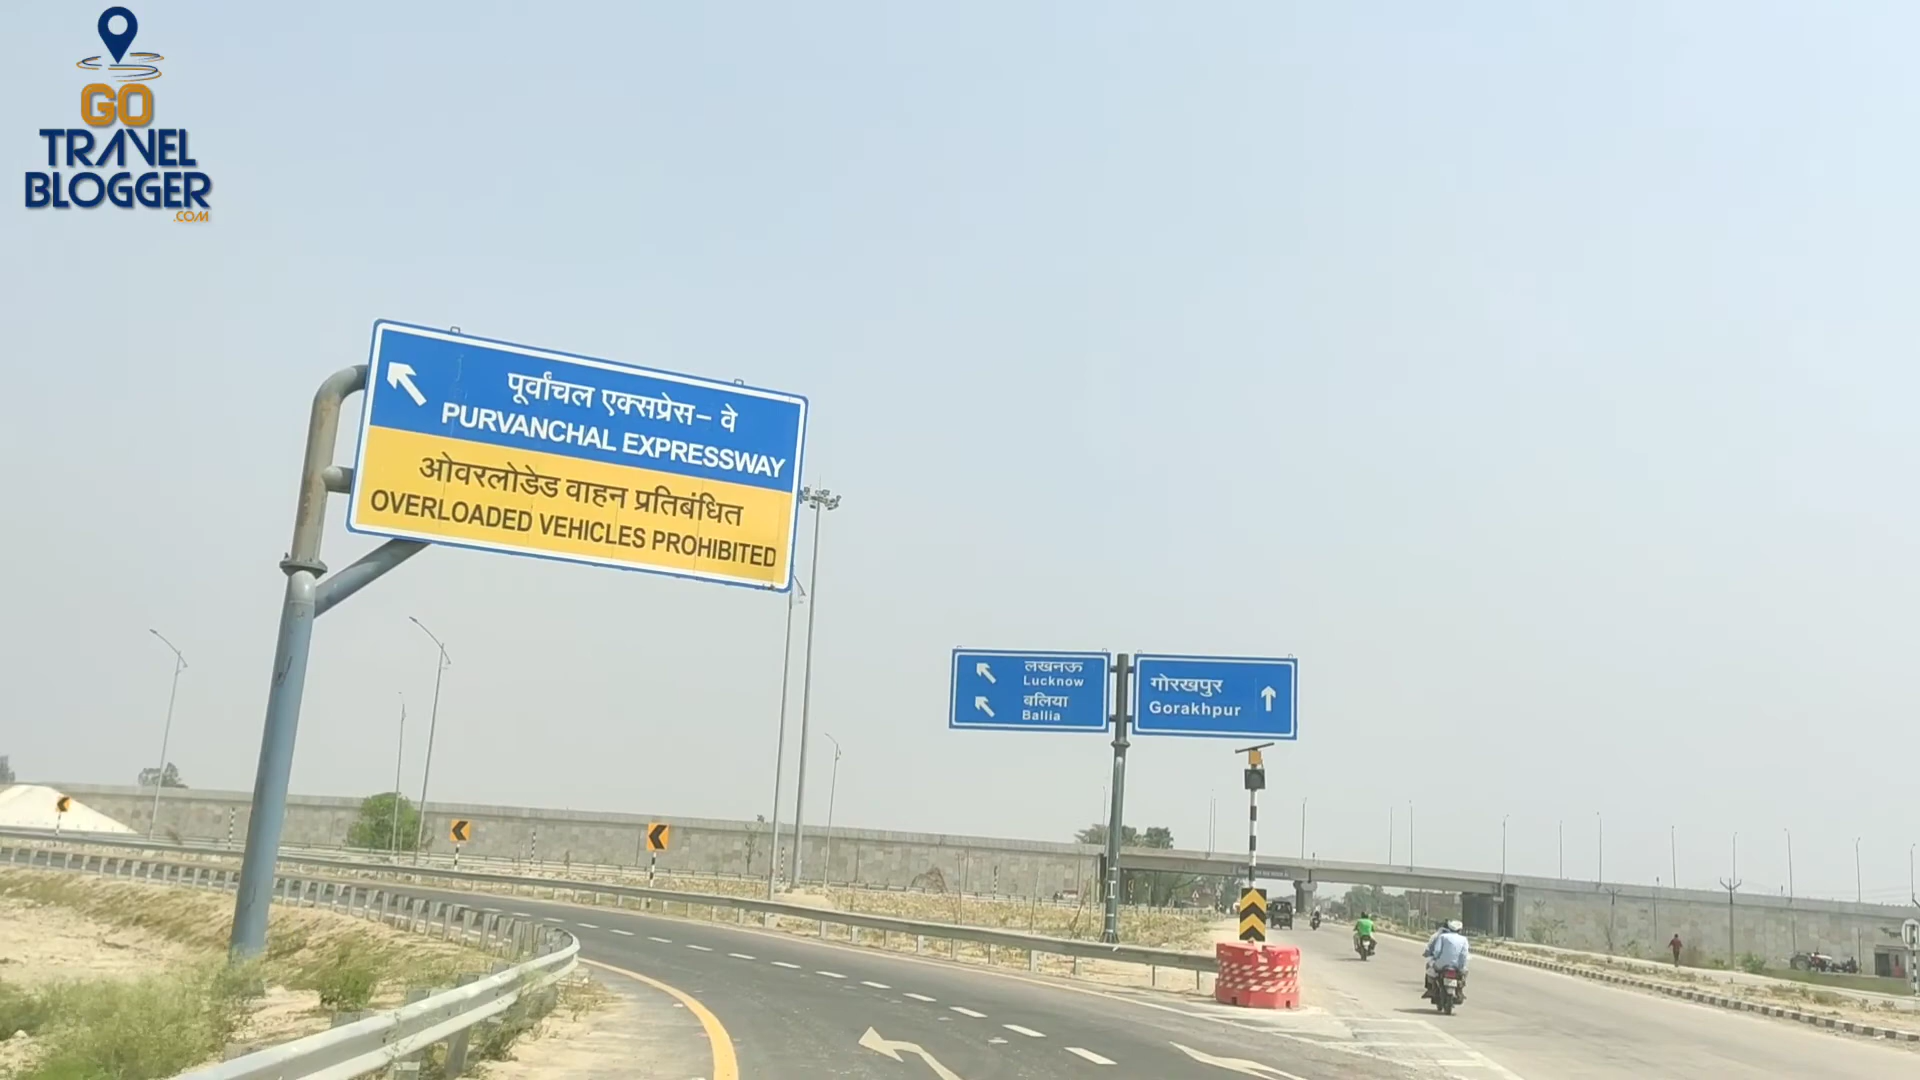 GO
TRAVEL
BLOGGER
.COM
पूर्वांचल एक्सप्रेस– वे
PURVANCHAL EXPRESSWAY
ओवरलोडेड वाहन प्रतिबंधित
OVERLOADED VEHICLES PROHIBITED
लखनऊ
Lucknow
बलिया
Ballia
गोरखपुर
Gorakhpur